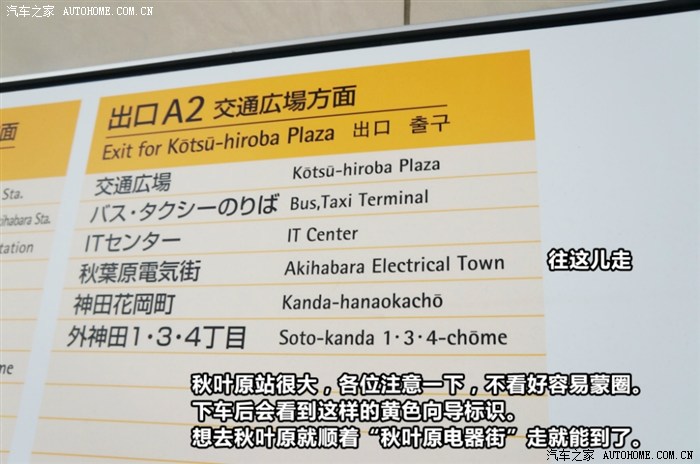 汽车之家 AUTOHOME.COM.CN
面
Sta.
kihabara Sta.
tation
me
出口A2 交通広場方面
Exit for Kōtsū-hiroba Plaza 出口 출구
交通広場 Kōtsū-hiroba Plaza
バス・タクシーのりば Bus,Taxi Terminal
ITセンター IT Center
秋葉原電気街 Akihabara Electrical Town
往这儿走
神田花岡町 Kanda-hanaokachō
外神田1・3・4丁目 Soto-kanda 1・3・4-chōme
秋叶原站很大，各位注意一下，不看好容易蒙圈。
下车后会看到这样的黄色向导标识。
想去秋叶原就顺着“秋叶原电器街”走就能到了。
汽车之家 AUTOHOME.COM.CN